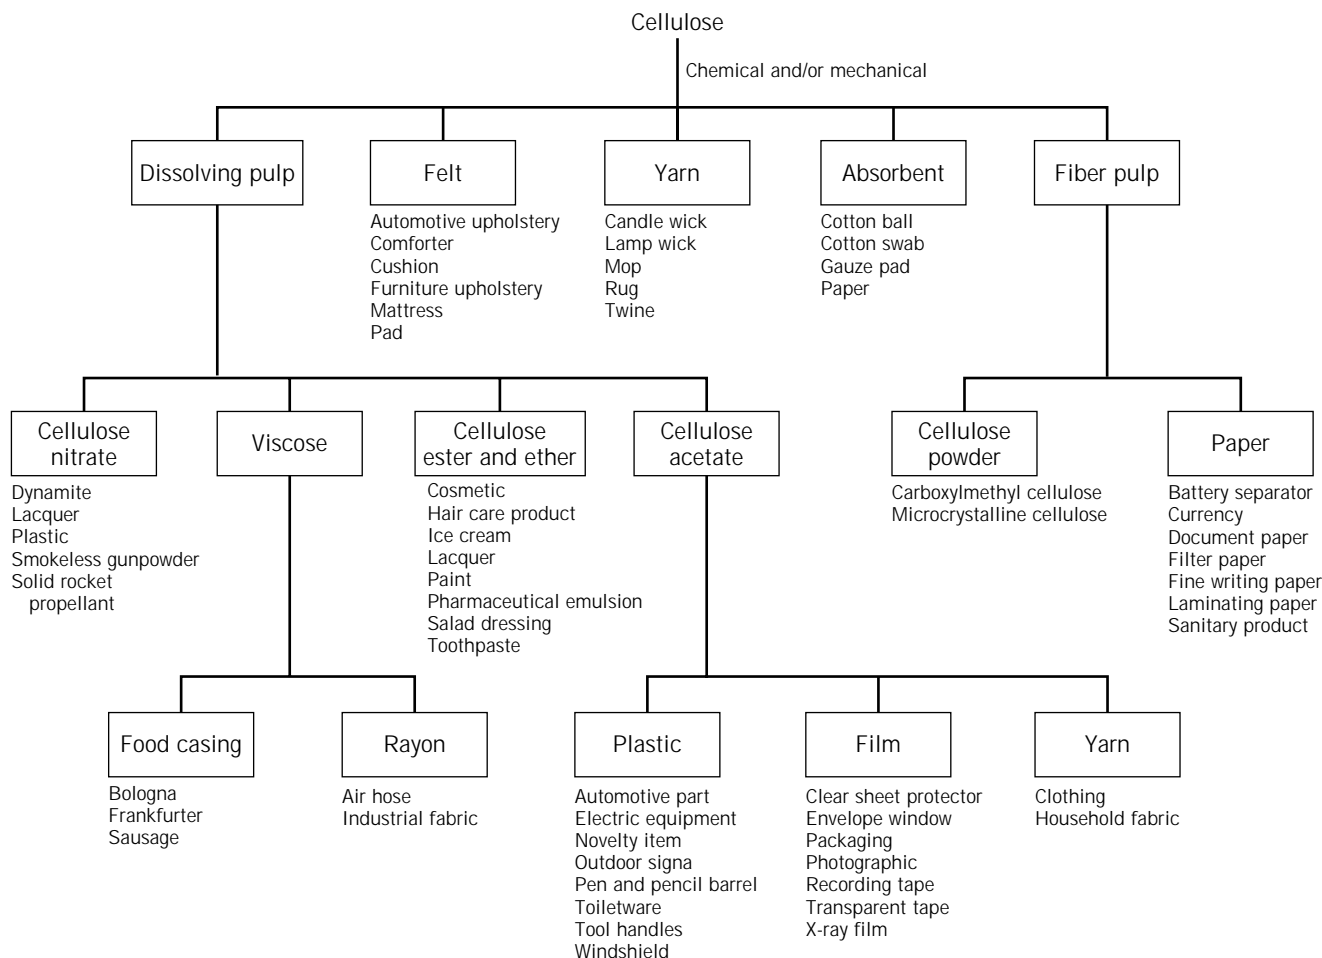 Cellulose
Chemical and/or mechanical
Dissolving pulp
Felt
Automotive upholstery
Comforter
Cushion
Furniture upholstery
Mattress
Pad
Yarn
Candle wick
Lamp wick
Mop
Rug
Twine
Absorbent
Cotton ball
Cotton swab
Gauze pad
Paper
Fiber pulp
Cellulose
nitrate
Dynamite
Lacquer
Plastic
Smokeless gunpowder
Solid rocket
propellant
Viscose
Cellulose
ester and ether
Cosmetic
Hair care product
Ice cream
Lacquer
Paint
Pharmaceutical emulsion
Salad dressing
Toothpaste
Cellulose
acetate
Cellulose
powder
Carboxylmethyl cellulose
Microcrystalline cellulose
Paper
Battery separator
Currency
Document paper
Filter paper
Fine writing paper
Laminating paper
Sanitary product
Food casing
Bologna
Frankfurter
Sausage
Rayon
Air hose
Industrial fabric
Plastic
Automotive part
Electric equipment
Novelty item
Outdoor signa
Pen and pencil barrel
Toiletware
Tool handles
Windshield
Film
Clear sheet protector
Envelope window
Packaging
Photographic
Recording tape
Transparent tape
X-ray film
Yarn
Clothing
Household fabric